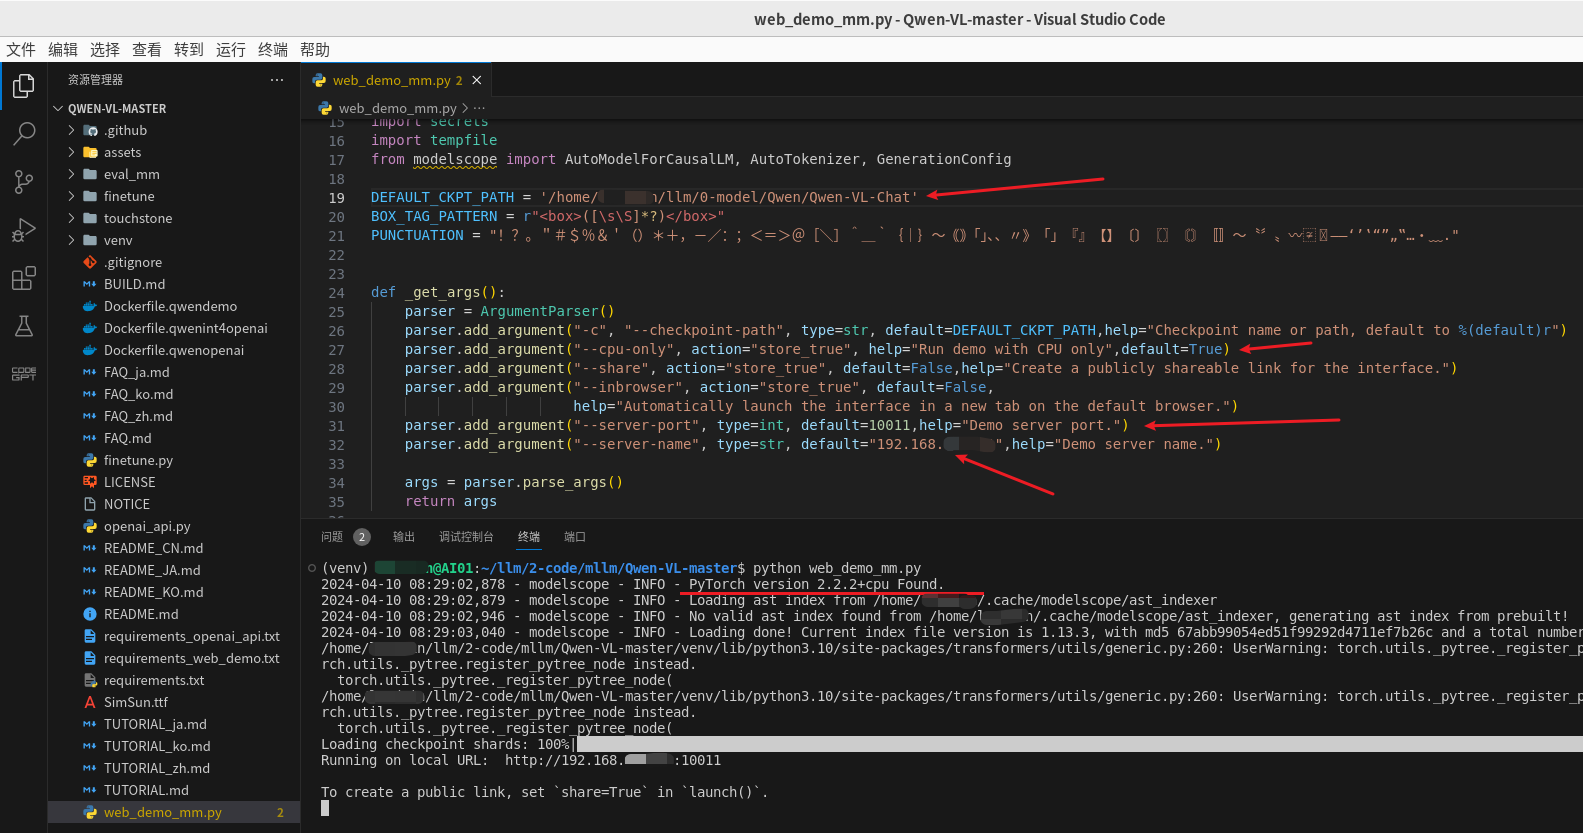 web_demo_mm.py - Qwen-VL-master - Visual Studio Code
文件 编辑 选择 查看 转到 运行 终端 帮助
资源管理器 ···
QWEN-VL-MASTER
.github
assets
eval_mm
finetune
touchstone
venv
.gitignore
BUILD.md
Dockerfile.qwendemo
Dockerfile.qwenint4openai
Dockerfile.qwenopenai
FAQ_ja.md
FAQ_ko.md
FAQ_zh.md
FAQ.md
finetune.py
LICENSE
NOTICE
openai_api.py
README_CN.md
README_JA.md
README_KO.md
README.md
requirements_openai_api.txt
requirements_web_demo.txt
requirements.txt
SimSun.ttf
TUTORIAL_ja.md
TUTORIAL_ko.md
TUTORIAL_zh.md
TUTORIAL.md
web_demo_mm.py 2
CODE
GPT
web_demo_mm.py 2 ×
web_demo_mm.py > ···
15 import secrets
16 import tempfile
17 from modelscope import AutoModelForCausalLM, AutoTokenizer, GenerationConfig
18
19 DEFAULT_CKPT_PATH = '/home/ n/llm/0-model/Qwen/Qwen-VL-Chat'
20 BOX_TAG_PATTERN = r"<box>([\s\S]*?)</box>"
21 PUNCTUATION = "！？。＂＃＄％＆＇（）＊＋，－／：；＜＝＞＠［＼］＾＿｀｛｜｝～｟｠｢｣､、〃》「」『』【】〔〕〖〗〘〙〚〛〜〝〞〟〰〾〿–—‘’‛“”„‟…‧﹏."
22
23
24 def _get_args():
25 parser = ArgumentParser()
26 parser.add_argument("-c", "--checkpoint-path", type=str, default=DEFAULT_CKPT_PATH,help="Checkpoint name or path, default to %(default)r")
27 parser.add_argument("--cpu-only", action="store_true", help="Run demo with CPU only",default=True)
28 parser.add_argument("--share", action="store_true", default=False,help="Create a publicly shareable link for the interface.")
29 parser.add_argument("--inbrowser", action="store_true", default=False,
30 help="Automatically launch the interface in a new tab on the default browser.")
31 parser.add_argument("--server-port", type=int, default=10011,help="Demo server port.")
32 parser.add_argument("--server-name", type=str, default="192.168. ",help="Demo server name.")
33
34 args = parser.parse_args()
35 return args
问题 2 输出 调试控制台 终端 端口
(venv) n@AI01:~/llm/2-code/mllm/Qwen-VL-master$ python web_demo_mm.py
2024-04-10 08:29:02,878 - modelscope - INFO - PyTorch version 2.2.2+cpu Found.
2024-04-10 08:29:02,879 - modelscope - INFO - Loading ast index from /home/ /.cache/modelscope/ast_indexer
2024-04-10 08:29:02,946 - modelscope - INFO - No valid ast index found from /home/l n/.cache/modelscope/ast_indexer, generating ast index from prebuilt!
2024-04-10 08:29:03,040 - modelscope - INFO - Loading done! Current index file version is 1.13.3, with md5 67abb99054ed51f99292d4711ef7b26c and a total number
/home/ n/llm/2-code/mllm/Qwen-VL-master/venv/lib/python3.10/site-packages/transformers/utils/generic.py:260: UserWarning: torch.utils._pytree._register_p
rch.utils._pytree.register_pytree_node instead.
torch.utils._pytree._register_pytree_node(
/home/ /llm/2-code/mllm/Qwen-VL-master/venv/lib/python3.10/site-packages/transformers/utils/generic.py:260: UserWarning: torch.utils._pytree._register_p
rch.utils._pytree.register_pytree_node instead.
torch.utils._pytree._register_pytree_node(
Loading checkpoint shards: 100%|
Running on local URL: http://192.168. :10011
To create a public link, set `share=True` in `launch()`.